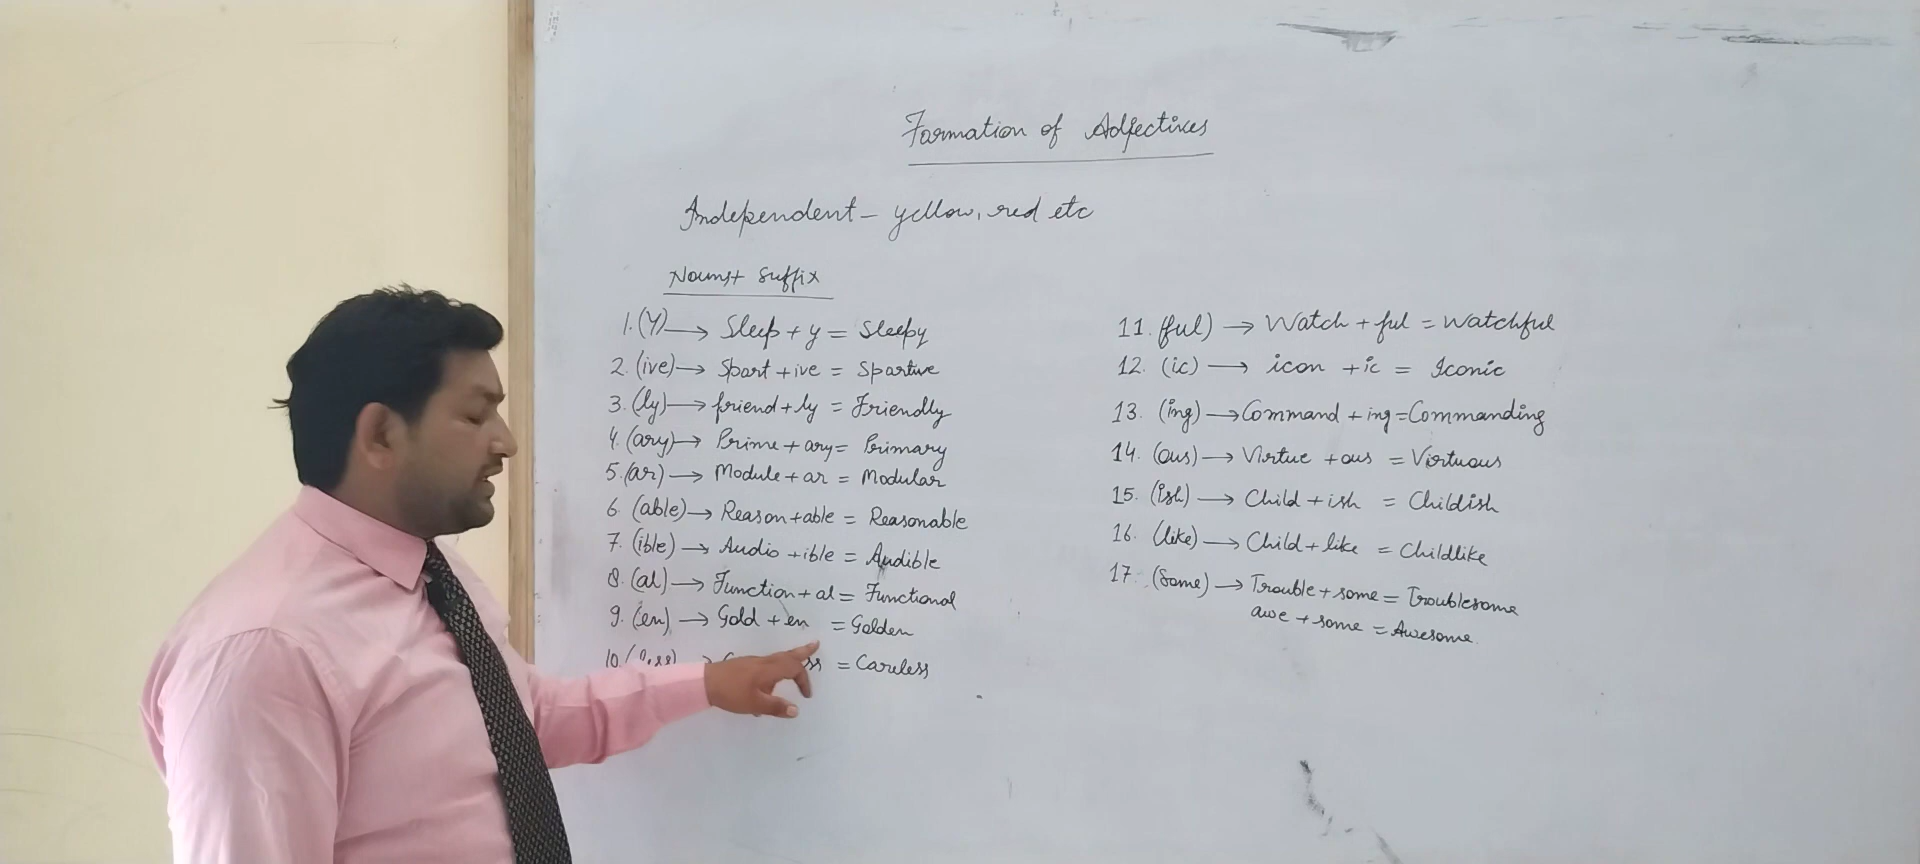 Formation of Adjectives
Independent - yellow, red etc
Noun+ Suffix
1. (Y) → Sleep + y = Sleepy
2. (ive) → Sport + ive = Sportive
3. (ly) → friend + ly = Friendly
4. (ary) → Prime + ary = Primary
5. (ar) → Module + ar = Modular
6. (able) → Reason + able = Reasonable
7. (ible) → Audio + ible = Audible
8. (al) → Function + al = Functional
9. (en) → Gold + en = Golden
10. = Careless
11. (ful) → Watch + ful = Watchful
12. (ic) → icon + ic = Iconic
13. (ing) → Command + ing = Commanding
14. (ous) → Virtue + ous = Virtuous
15. (ish) → Child + ish = Childish
16. (like) → Child + like = Childlike
17. (Some) → Trouble + some = Troublesome
awe + some = Awesome.